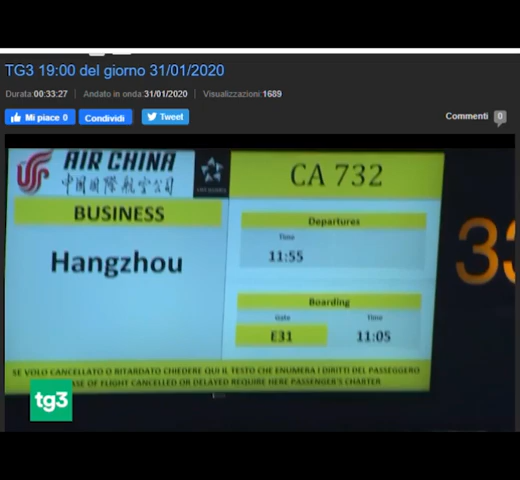 TG3 19:00 del giorno 31/01/2020
Durata:00:33:27 | Andato in onda:31/01/2020 | Visualizzazioni:1689
Mi piace 0 Condividi Tweet Commenti 0
AIR CHINA
中国国际航空公司
CA 732
BUSINESS
Hangzhou
Departures
Time
11:55
Boarding
Gate Time
E31 11:05
33
SE VOLO CANCELLATO O RITARDATO CHIEDERE QUI IL TESTO CHE ENUMERA I DIRITTI DEL PASSEGGERO
ASE OF FLIGHT CANCELLED OR DELAYED REQUIRE HERE PASSENGER'S CHARTER
tg3